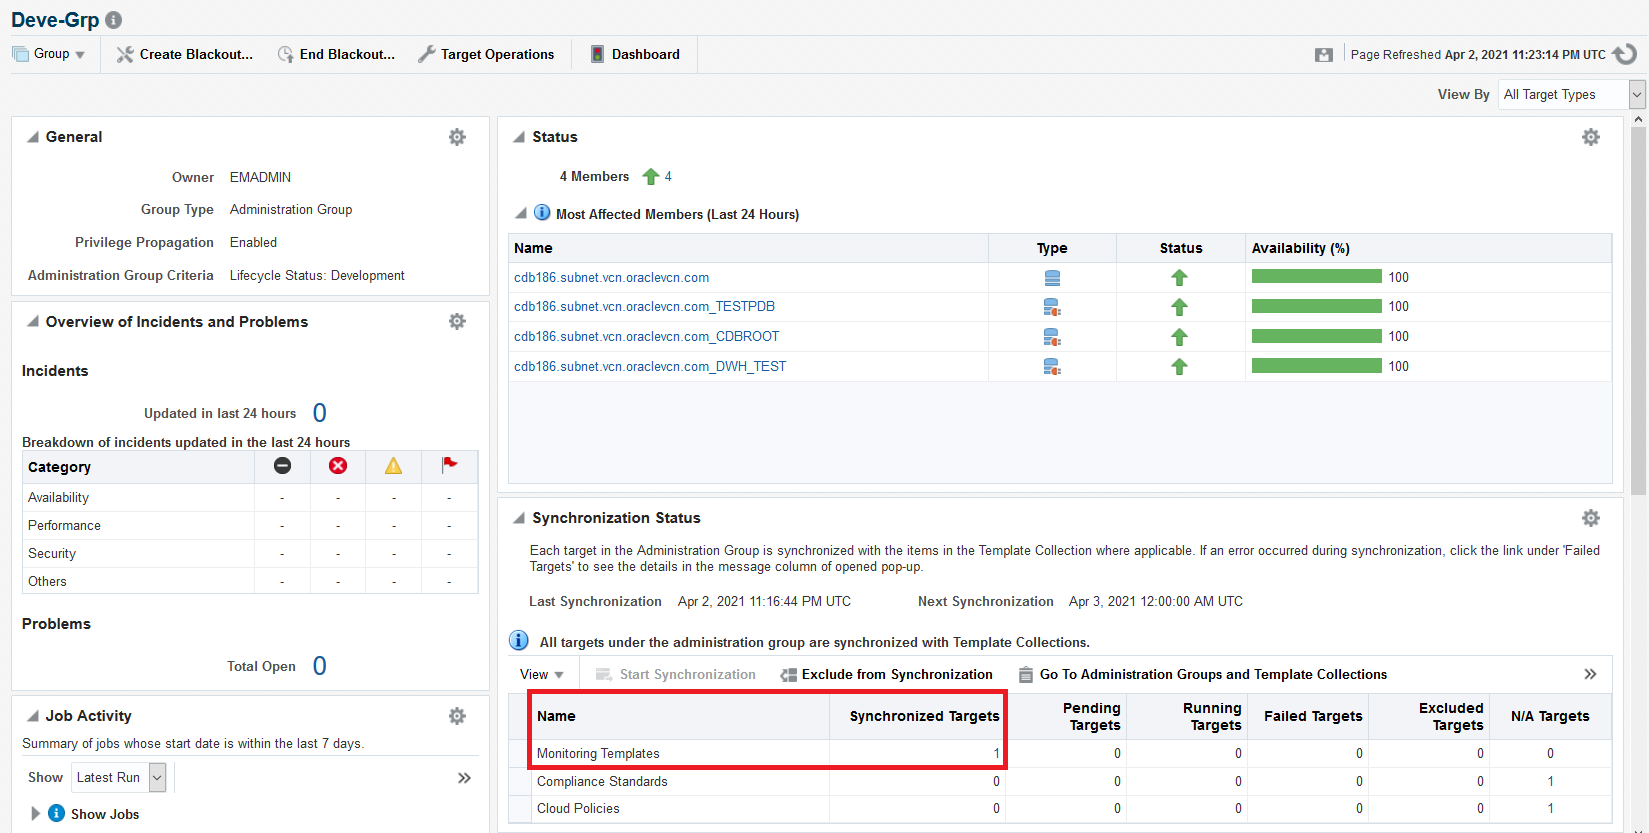 Deve-Grp
Group Create Blackout... End Blackout... Target Operations Dashboard Page Refreshed Apr 2, 2021 11:23:14 PM UTC
View By All Target Types
General
Owner EMADMIN
Group Type Administration Group
Privilege Propagation Enabled
Administration Group Criteria Lifecycle Status: Development
Overview of Incidents and Problems
Incidents
Updated in last 24 hours 0
Breakdown of incidents updated in the last 24 hours
Category
Availability - - - -
Performance - - - -
Security - - - -
Others - - - -
Problems
Total Open 0
Job Activity
Summary of jobs whose start date is within the last 7 days.
Show Latest Run
Show Jobs
Status
4 Members 4
Most Affected Members (Last 24 Hours)
Name Type Status Availability (%)
cdb186.subnet.vcn.oraclevcn.com 100
cdb186.subnet.vcn.oraclevcn.com_TESTPDB 100
cdb186.subnet.vcn.oraclevcn.com_CDBROOT 100
cdb186.subnet.vcn.oraclevcn.com_DWH_TEST 100
Synchronization Status
Each target in the Administration Group is synchronized with the items in the Template Collection where applicable. If an error occurred during synchronization, click the link under 'Failed
Targets' to see the details in the message column of opened pop-up.
Last Synchronization Apr 2, 2021 11:16:44 PM UTC Next Synchronization Apr 3, 2021 12:00:00 AM UTC
All targets under the administration group are synchronized with Template Collections.
View Start Synchronization Exclude from Synchronization Go To Administration Groups and Template Collections
Name Synchronized Targets Pending Targets Running Targets Failed Targets Excluded Targets N/A Targets
Monitoring Templates 1 0 0 0 0 0
Compliance Standards 0 0 0 0 0 1
Cloud Policies 0 0 0 0 0 1